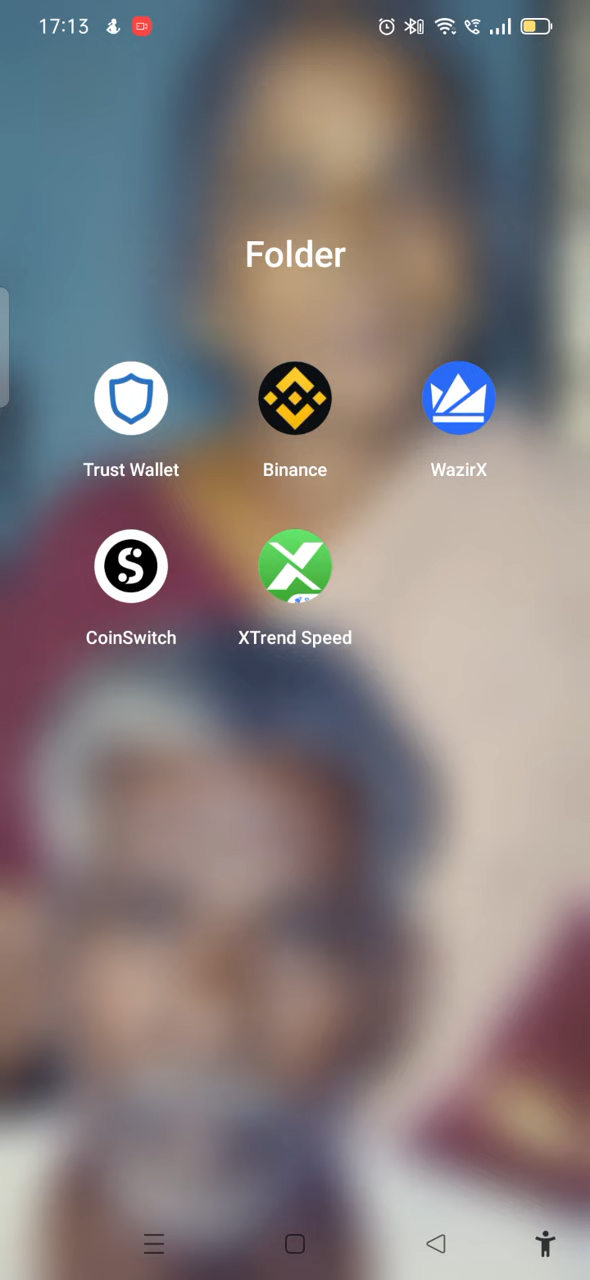 17:13
Folder
Trust Wallet
Binance
WazirX
CoinSwitch
XTrend Speed